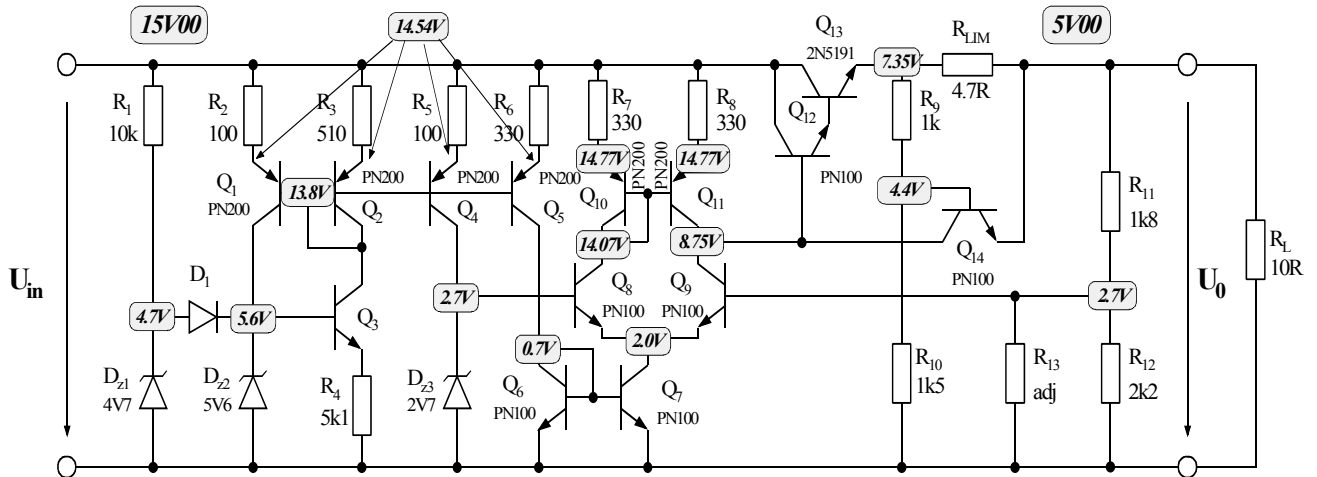 15V00
14.54V
5V00
Q13
2N5191
RLIM
7.35V
4.7R
R1
10k
R2
100
R3
510
R5
100
R6
330
R7
330
R8
330
R9
1k
Q12
PN100
14.77V
PN200
PN200
14.77V
Q1
PN200
13.8V
PN200
Q2
PN200
Q4
PN200
Q5
Q10
Q11
4.4V
R11
1k8
14.07V
8.75V
Q14
PN100
RL
10R
Uin
D1
4.7V
5.6V
Q3
2.7V
Q8
PN100
Q9
PN100
2.7V
U0
2.0V
0.7V
Dz1
4V7
Dz2
5V6
R4
5k1
Dz3
2V7
Q6
PN100
Q7
PN100
R10
1k5
R13
adj
R12
2k2